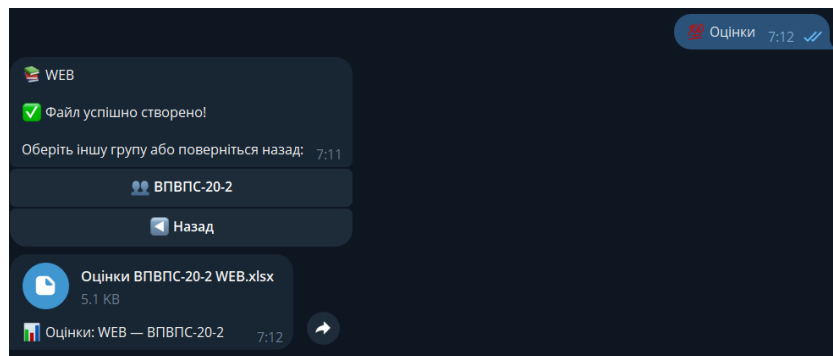 💯 Оцінки 7:12
📚 WEB
✅ Файл успішно створено!
Оберіть іншу групу або поверніться назад: 7:11
👥 ВПВПС-20-2
◀️ Назад
Оцінки ВПВПС-20-2 WEB.xlsx
5.1 KB
📊 Оцінки: WEB — ВПВПС-20-2 7:12